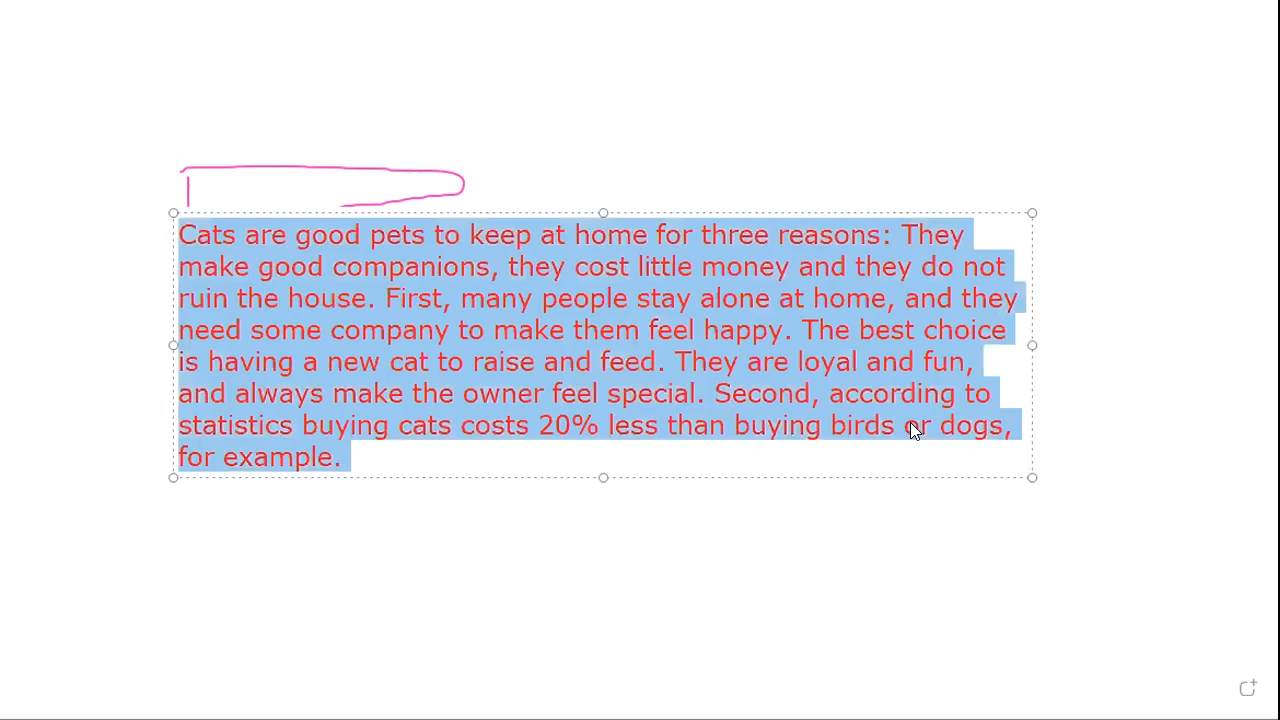 Cats are good pets to keep at home for three reasons: They
make good companions, they cost little money and they do not
ruin the house. First, many people stay alone at home, and they
need some company to make them feel happy. The best choice
is having a new cat to raise and feed. They are loyal and fun,
and always make the owner feel special. Second, according to
statistics buying cats costs 20% less than buying birds or dogs,
for example.